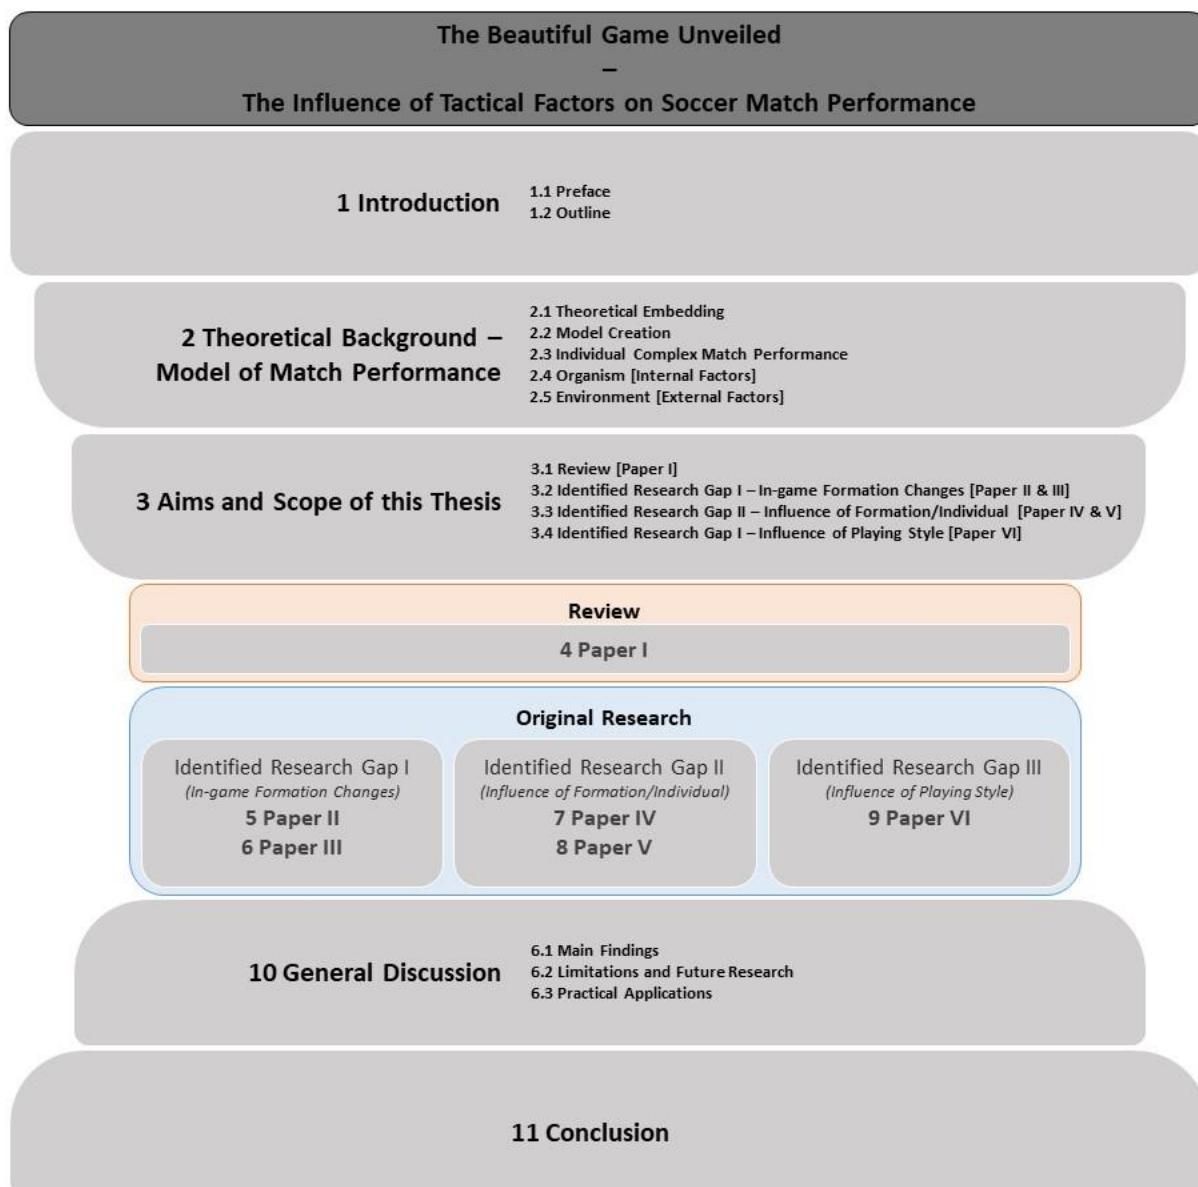 The Beautiful Game Unveiled
–
The Influence of Tactical Factors on Soccer Match Performance
1 Introduction
1.1 Preface
1.2 Outline
2 Theoretical Background –
Model of Match Performance
2.1 Theoretical Embedding
2.2 Model Creation
2.3 Individual Complex Match Performance
2.4 Organism [Internal Factors]
2.5 Environment [External Factors]
3 Aims and Scope of this Thesis
3.1 Review [Paper I]
3.2 Identified Research Gap I – In-game Formation Changes [Paper II & III]
3.3 Identified Research Gap II – Influence of Formation/Individual [Paper IV & V]
3.4 Identified Research Gap I – Influence of Playing Style [Paper VI]
Review
4 Paper I
Original Research
Identified Research Gap I
(In-game Formation Changes)
5 Paper II
6 Paper III
Identified Research Gap II
(Influence of Formation/Individual)
7 Paper IV
8 Paper V
Identified Research Gap III
(Influence of Playing Style)
9 Paper VI
10 General Discussion
6.1 Main Findings
6.2 Limitations and Future Research
6.3 Practical Applications
11 Conclusion